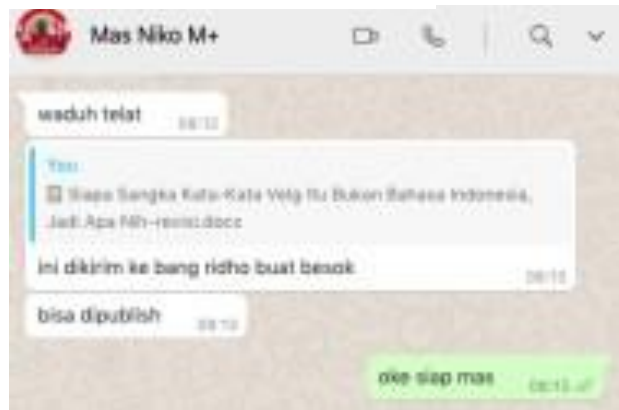 Mas Niko M+
waduh telat
You
Siapa Sangka Kata-Kata Velg Itu Bukan Bahasa Indonesia,
Jadi Apa Nih-revisi.docx
ini dikirim ke bang ridho buat besok
bisa dipublish
oke siap mas